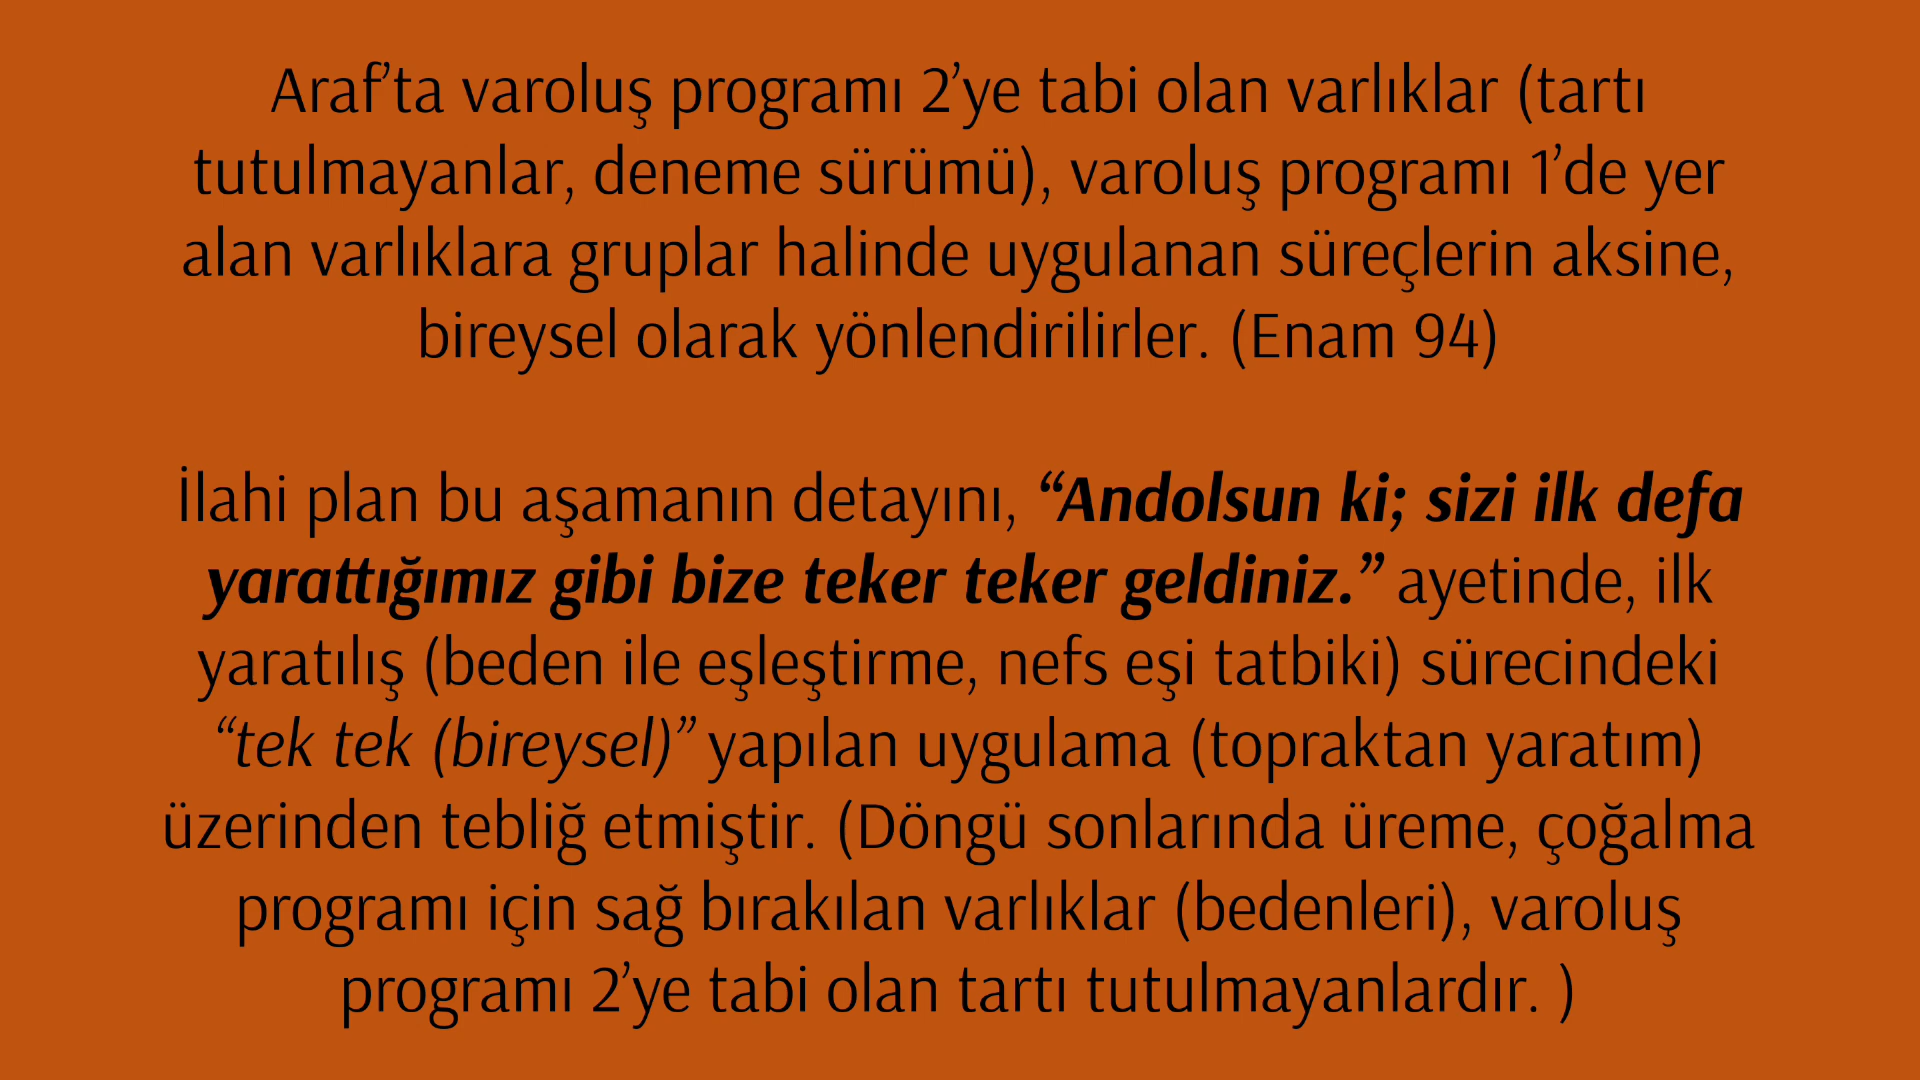 Araf’ta varoluş programı 2’ye tabi olan varlıklar (tartı
tutulmayanlar, deneme sürümü), varoluş programı 1’de yer
alan varlıklara gruplar halinde uygulanan süreçlerin aksine,
bireysel olarak yönlendirilirler. (Enam 94)
İlahi plan bu aşamanın detayını, “Andolsun ki; sizi ilk defa
yarattığımız gibi bize teker teker geldiniz.” ayetinde, ilk
yaratılış (beden ile eşleştirme, nefs eşi tatbiki) sürecindeki
“tek tek (bireysel)” yapılan uygulama (topraktan yaratım)
üzerinden tebliğ etmiştir. (Döngü sonlarında üreme, çoğalma
programı için sağ bırakılan varlıklar (bedenleri), varoluş
programı 2’ye tabi olan tartı tutulmayanlardır. )